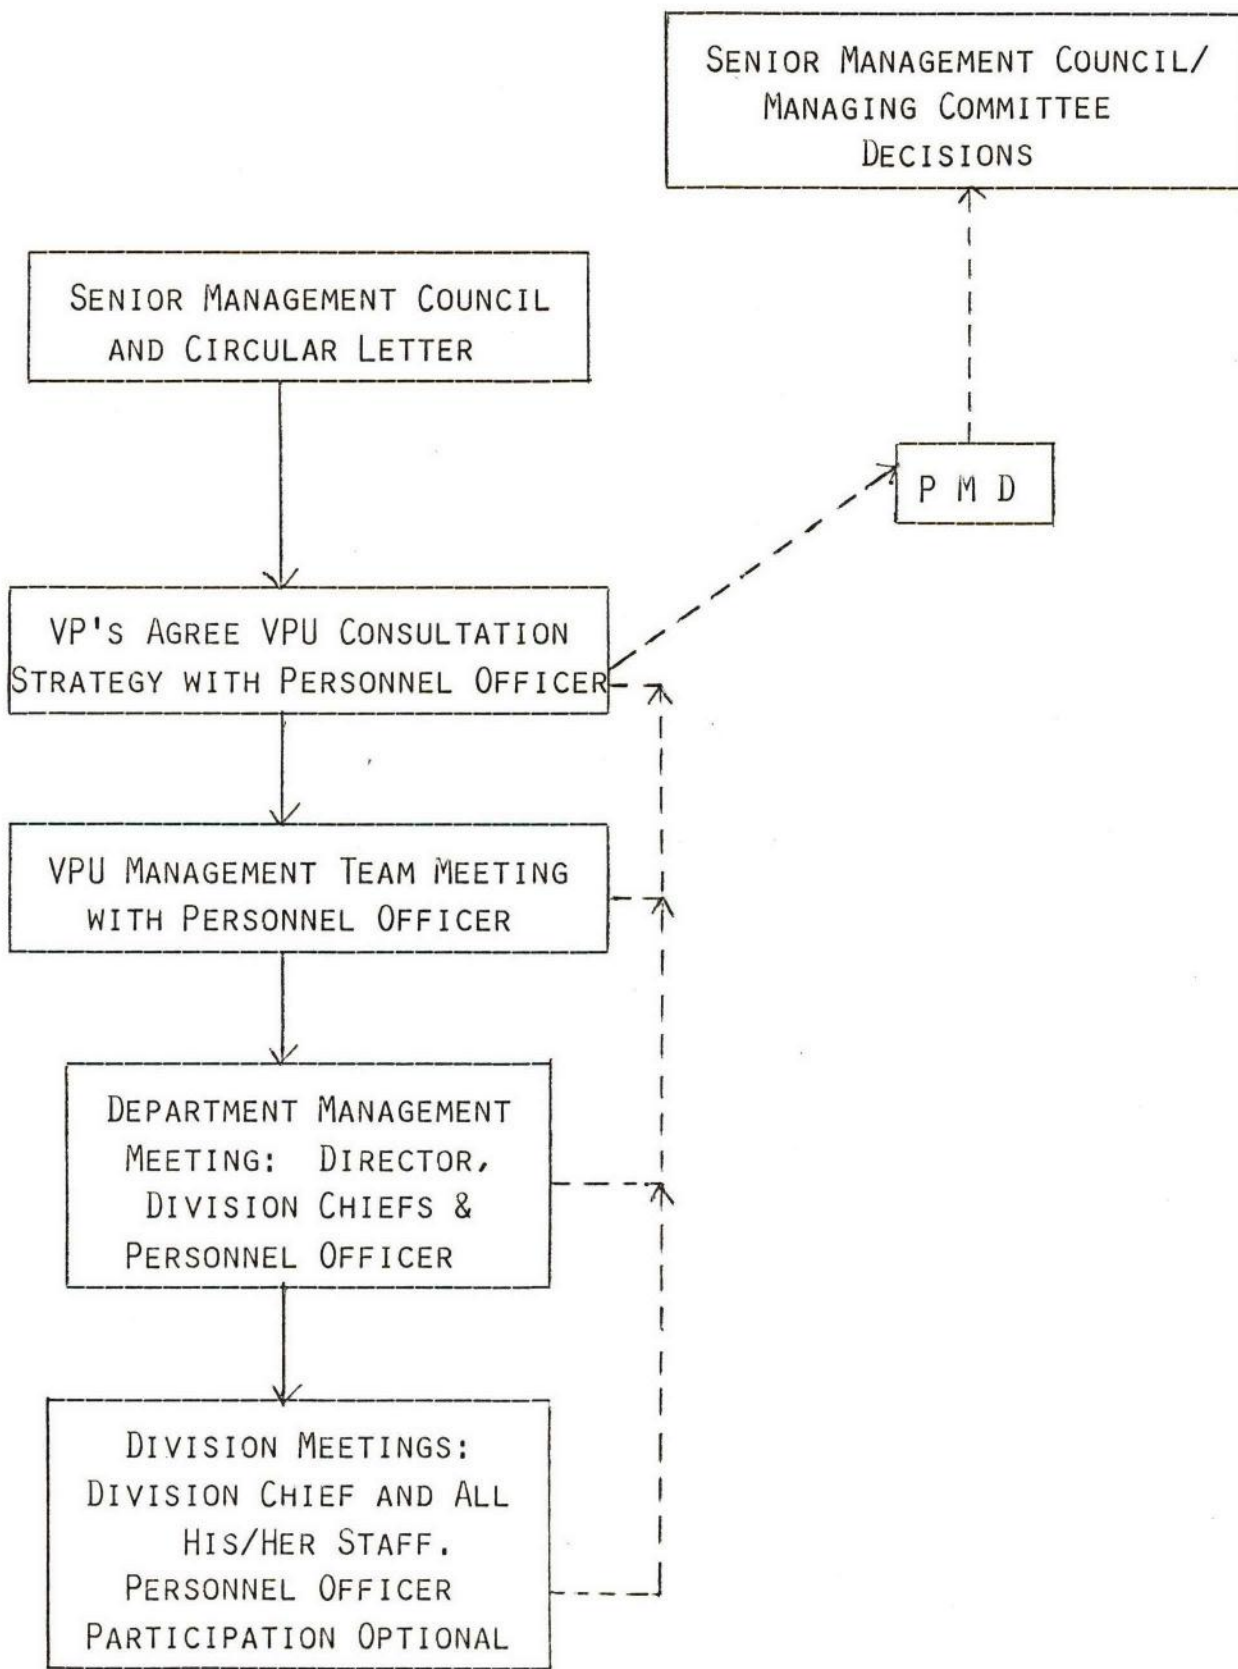 SENIOR MANAGEMENT COUNCIL/
MANAGING COMMITTEE
DECISIONS
SENIOR MANAGEMENT COUNCIL
AND CIRCULAR LETTER
P M D
VP'S AGREE VPU CONSULTATION
STRATEGY WITH PERSONNEL OFFICER
VPU MANAGEMENT TEAM MEETING
WITH PERSONNEL OFFICER
DEPARTMENT MANAGEMENT
MEETING: DIRECTOR,
DIVISION CHIEFS &
PERSONNEL OFFICER
DIVISION MEETINGS:
DIVISION CHIEF AND ALL
HIS/HER STAFF.
PERSONNEL OFFICER
PARTICIPATION OPTIONAL